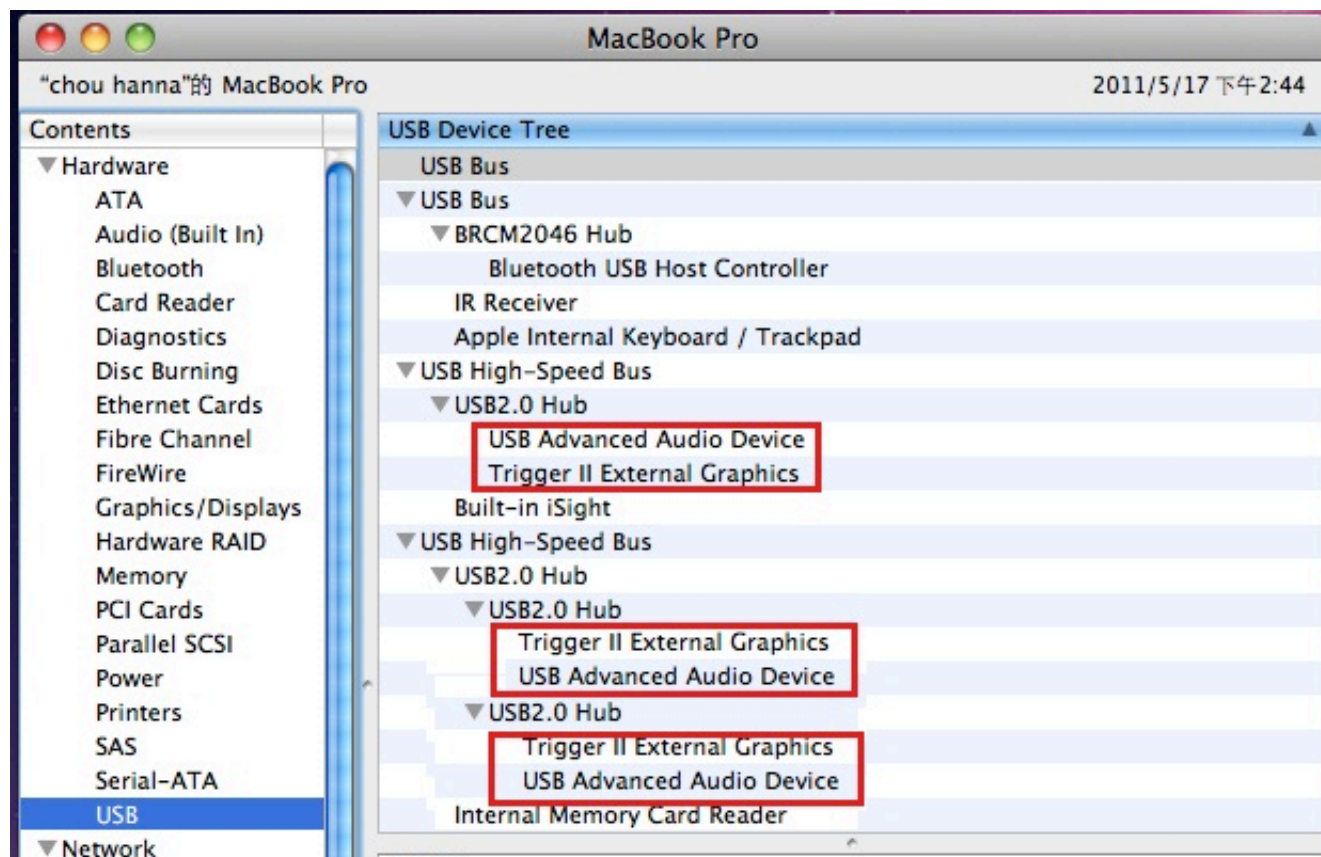 MacBook Pro
“chou hanna”的 MacBook Pro
2011/5/17 下午2:44
Contents
Hardware
ATA
Audio (Built In)
Bluetooth
Card Reader
Diagnostics
Disc Burning
Ethernet Cards
Fibre Channel
FireWire
Graphics/Displays
Hardware RAID
Memory
PCI Cards
Parallel SCSI
Power
Printers
SAS
Serial-ATA
USB
Network
USB Device Tree
USB Bus
USB Bus
BRCM2046 Hub
Bluetooth USB Host Controller
IR Receiver
Apple Internal Keyboard / Trackpad
USB High-Speed Bus
USB2.0 Hub
USB Advanced Audio Device
Trigger II External Graphics
Built-in iSight
USB High-Speed Bus
USB2.0 Hub
USB2.0 Hub
Trigger II External Graphics
USB Advanced Audio Device
USB2.0 Hub
Trigger II External Graphics
USB Advanced Audio Device
Internal Memory Card Reader